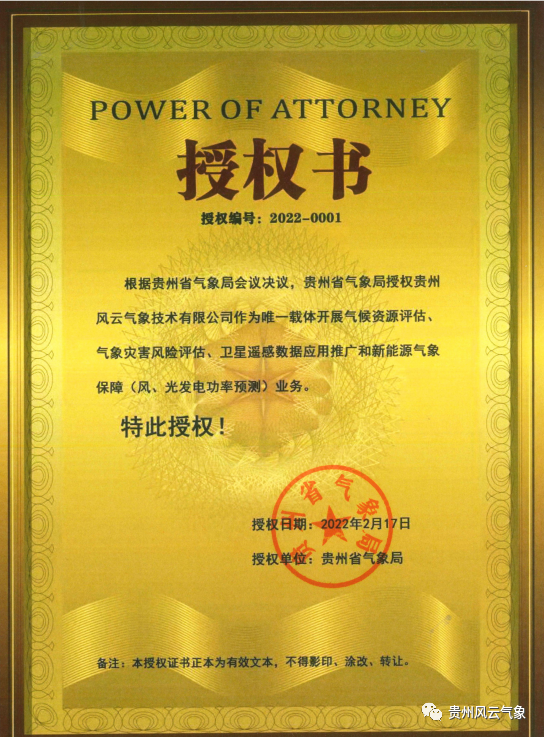 POWER OF ATTORNEY
授权书
授权编号：2022-0001
根据贵州省气象局会议决议，贵州省气象局授权贵州
风云气象技术有限公司作为唯一载体开展气候资源评估、
气象灾害风险评估、卫星遥感数据应用推广和新能源气象
保障（风、光发电功率预测）业务。
特此授权！
贵州省气象局
授权日期：2022年2月17日
授权单位：贵州省气象局
备注：本授权证书正本为有效文本，不得影印、涂改、转让。
贵州风云气象